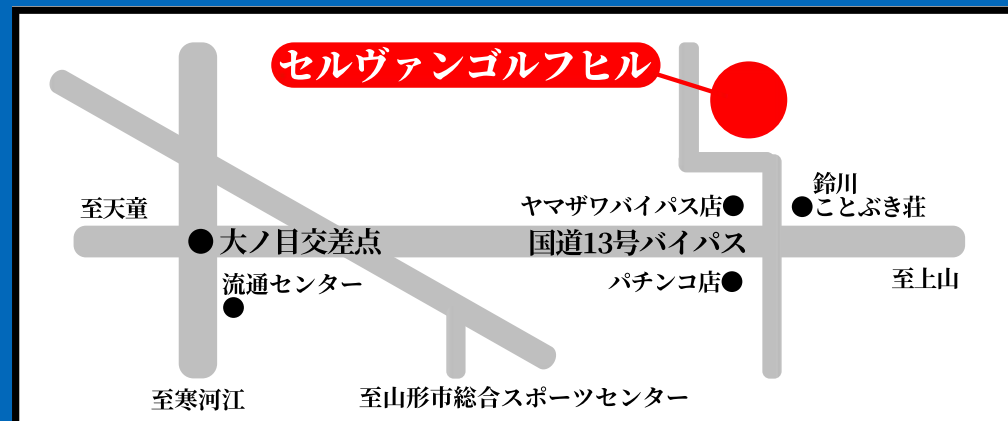 セルヴァンゴルフヒル
鈴川
ことぶき荘
ヤマザワバイパス店
至天童
大ノ目交差点
国道13号バイパス
流通センター
パチンコ店
至上山
至寒河江
至山形市総合スポーツセンター